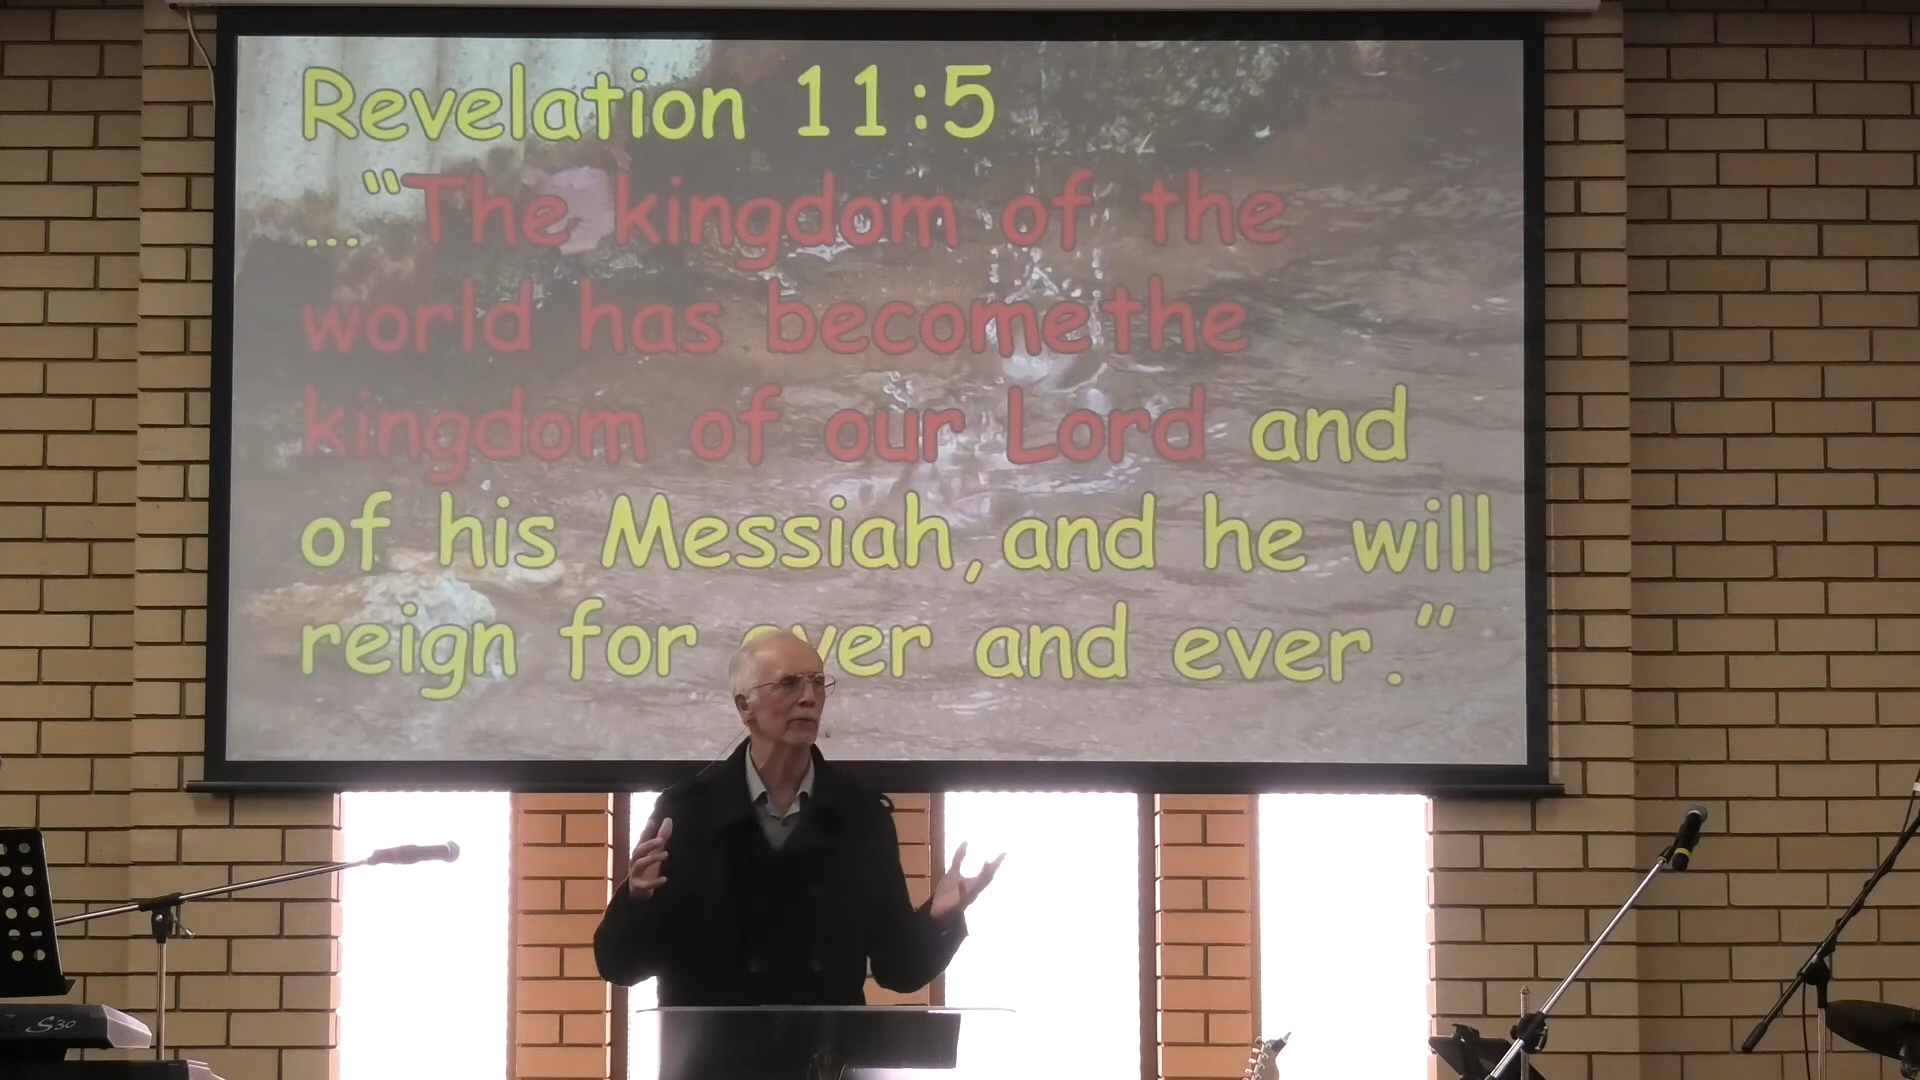 Revelation 11:5
... “The kingdom of the
world has become the
kingdom of our Lord and
of his Messiah, and he will
reign for ever and ever.”
S30